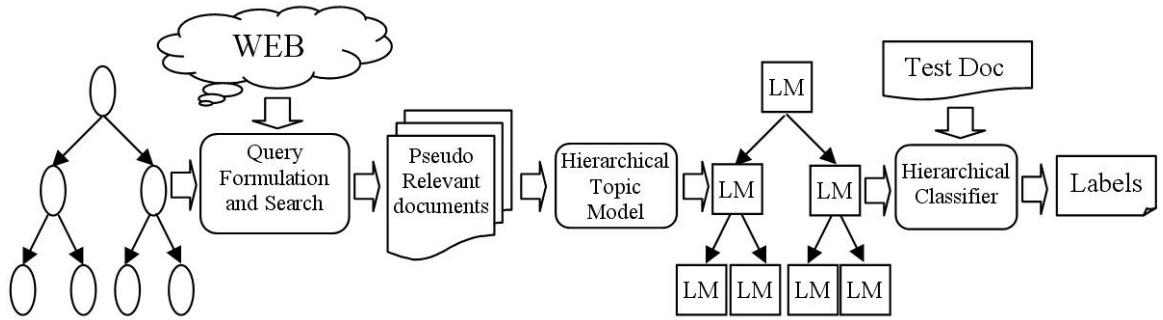 WEB
Query
Formulation
and Search
Pseudo
Relevant
documents
Hierarchical
Topic
Model
LM
LM
LM
LM
LM
LM
LM
Test Doc
Hierarchical
Classifier
Labels